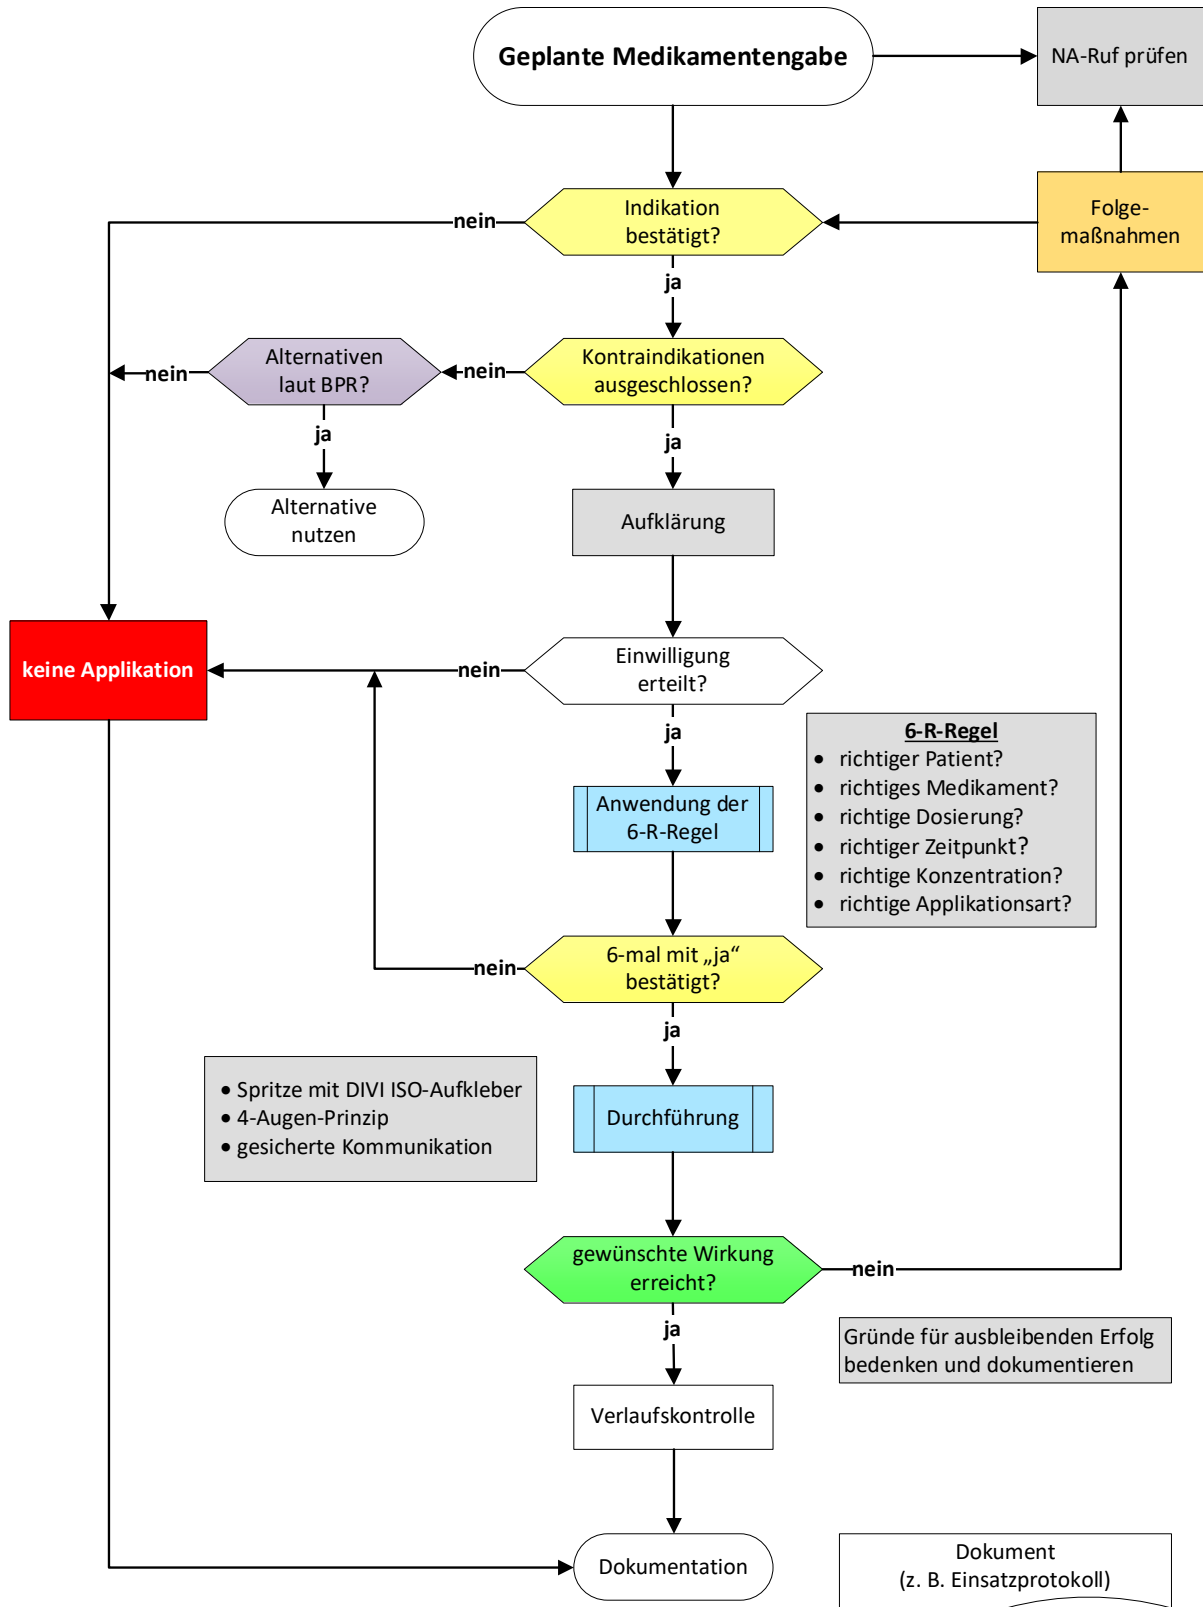 Geplante Medikamentengabe
NA-Ruf prüfen
Folge-
maßnahmen
Indikation
bestätigt?
nein
ja
Kontraindikationen
ausgeschlossen?
nein
Alternativen
laut BPR?
nein
ja
ja
Alternative
nutzen
Aufklärung
keine Applikation
nein
Einwilligung
erteilt?
ja
6-R-Regel
• richtiger Patient?
• richtiges Medikament?
• richtige Dosierung?
• richtiger Zeitpunkt?
• richtige Konzentration?
• richtige Applikationsart?
Anwendung der
6-R-Regel
6-mal mit „ja“
bestätigt?
nein
ja
• Spritze mit DIVI ISO-Aufkleber
• 4-Augen-Prinzip
• gesicherte Kommunikation
Durchführung
gewünschte Wirkung
erreicht?
nein
ja
Gründe für ausbleibenden Erfolg
bedenken und dokumentieren
Verlaufskontrolle
Dokumentation
Dokument
(z. B. Einsatzprotokoll)